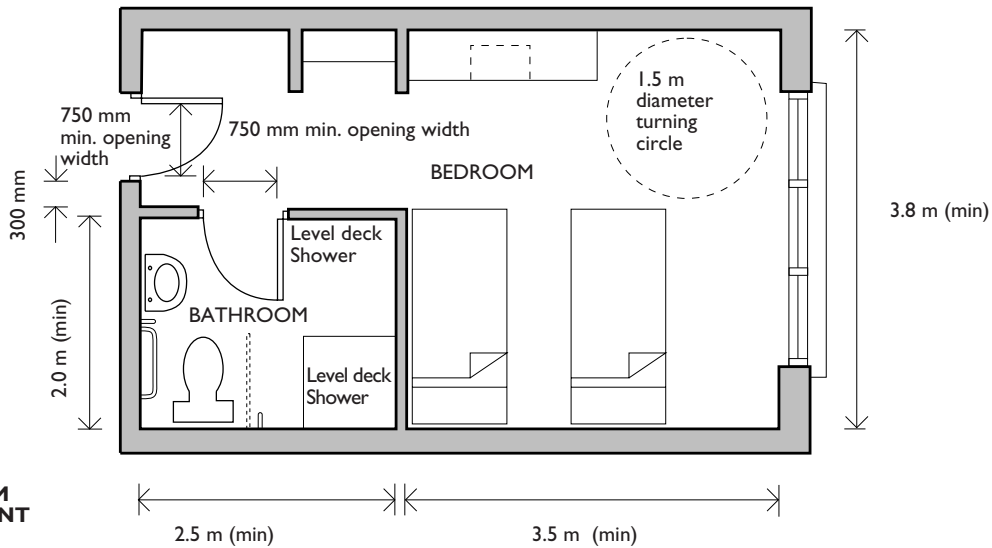 750 mm
min. opening
width
750 mm min. opening width
1.5 m
diameter
turning
circle
BEDROOM
300 mm
3.8 m (min)
Level deck
Shower
BATHROOM
2.0 m (min)
Level deck
Shower
M
NT
2.5 m (min)
3.5 m (min)